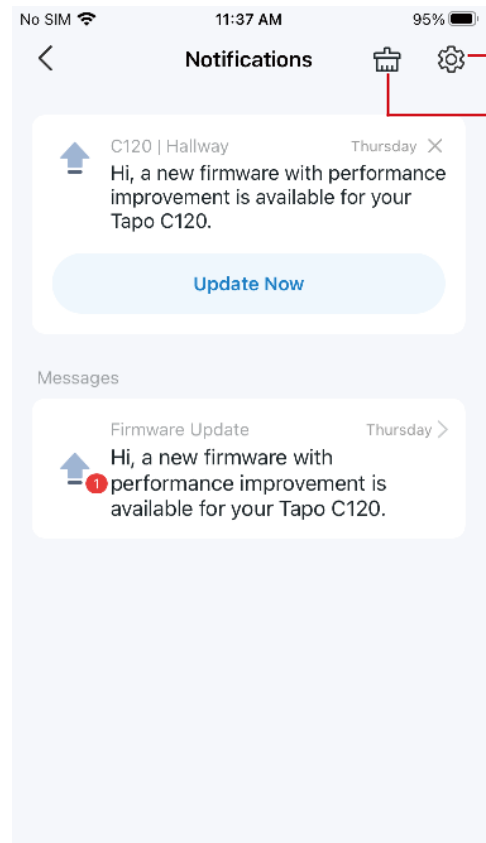 No SIM 11:37 AM 95%
Notifications
C120 | Hallway Thursday
Hi, a new firmware with performance
improvement is available for your
Tapo C120.
Update Now
Messages
Firmware Update Thursday
Hi, a new firmware with
1 performance improvement is
available for your Tapo C120.